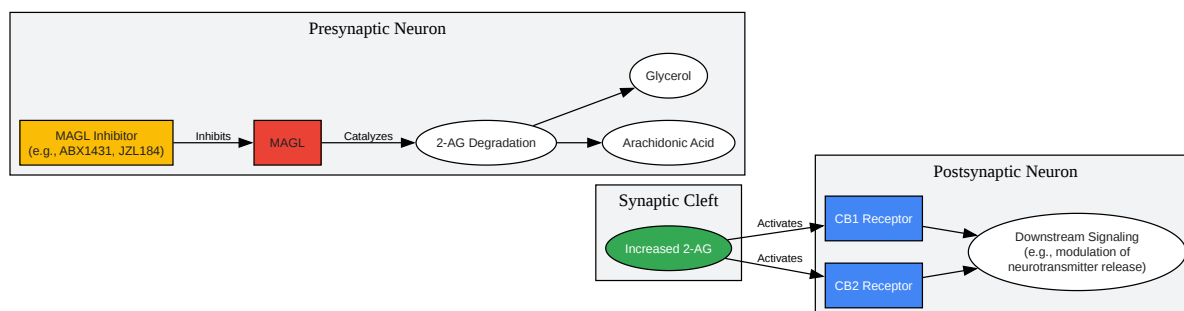 Presynaptic Neuron
Glycerol
MAGL Inhibitor
(e.g., ABX1431, JZL184)
Inhibits
MAGL
Catalyzes
2-AG Degradation
Arachidonic Acid
Synaptic Cleft
Increased 2-AG
Activates
Activates
Postsynaptic Neuron
CB1 Receptor
CB2 Receptor
Downstream Signaling
(e.g., modulation of
neurotransmitter release)